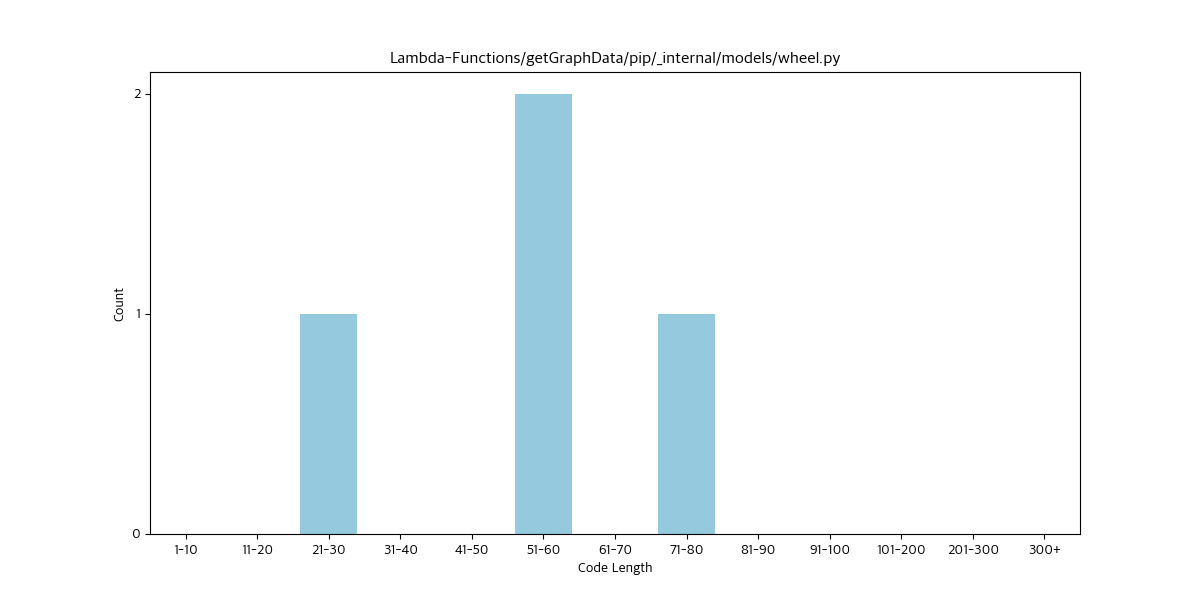 Lambda-Functions/getGraphData/pip/_internal/models/wheel.py
2
1
0
Count
1-10 11-20 21-30 31-40 41-50 51-60 61-70 71-80 81-90 91-100 101-200 201-300 300+
Code Length